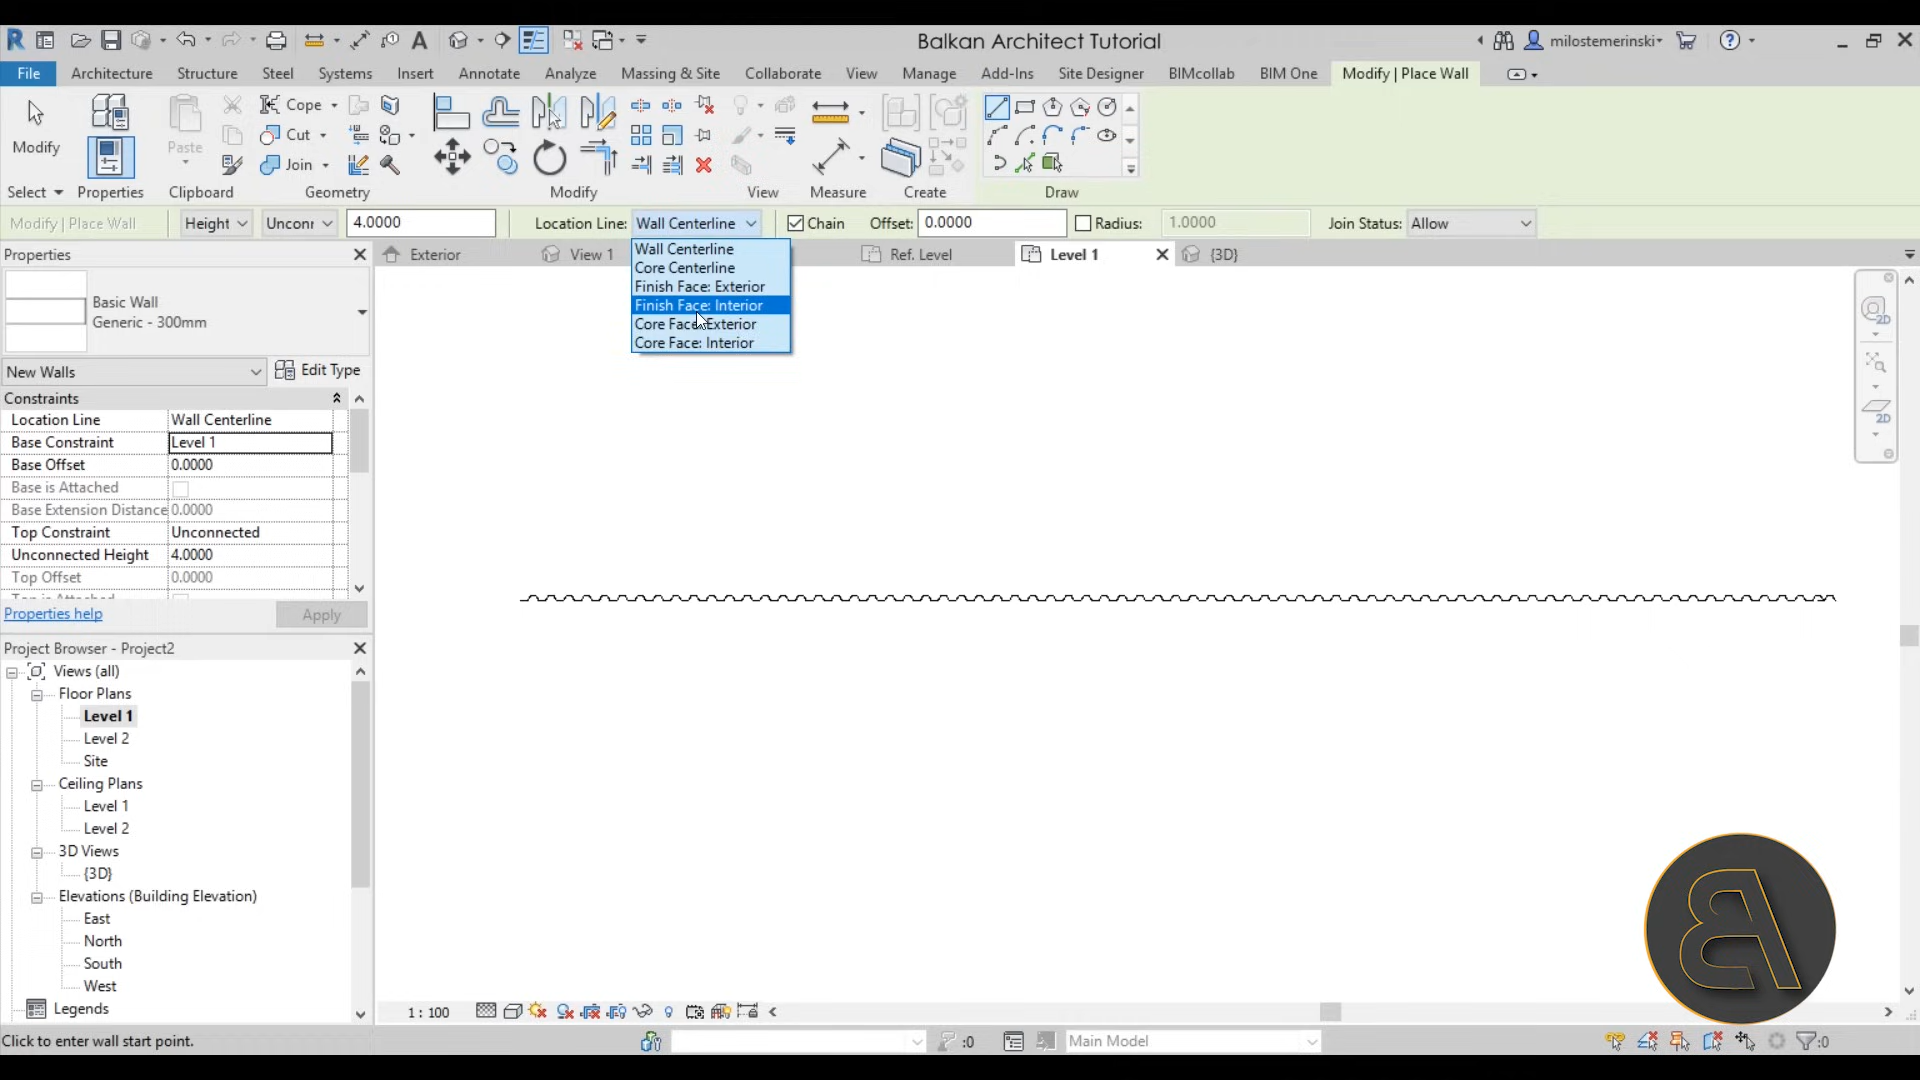 Balkan Architect Tutorial
milostemerinski
File Architecture Structure Steel Systems Insert Annotate Analyze Massing & Site Collaborate View Manage Add-Ins Site Designer BIMcollab BIM One Modify | Place Wall
Modify
Paste
Cope
Cut
Join
Select Properties Clipboard Geometry Modify View Measure Create Draw
Modify | Place Wall Height Unconr 4.0000 Location Line: Wall Centerline Chain Offset: 0.0000 Radius: 1.0000 Join Status: Allow
Wall Centerline
Core Centerline
Finish Face: Exterior
Finish Face: Interior
Core Face: Exterior
Core Face: Interior
Properties
Exterior View 1 Ref. Level Level 1 {3D}
2D
2D
Basic Wall
Generic - 300mm
New Walls Edit Type
Constraints
Location Line Wall Centerline
Base Constraint Level 1
Base Offset 0.0000
Base is Attached
Base Extension Distance 0.0000
Top Constraint Unconnected
Unconnected Height 4.0000
Top Offset 0.0000
Top is Attached
Properties help Apply
Project Browser - Project2
Views (all)
Floor Plans
Level 1
Level 2
Site
Ceiling Plans
Level 1
Level 2
3D Views
{3D}
Elevations (Building Elevation)
East
North
South
West
Legends
1 : 100
Click to enter wall start point. :0 Main Model :0